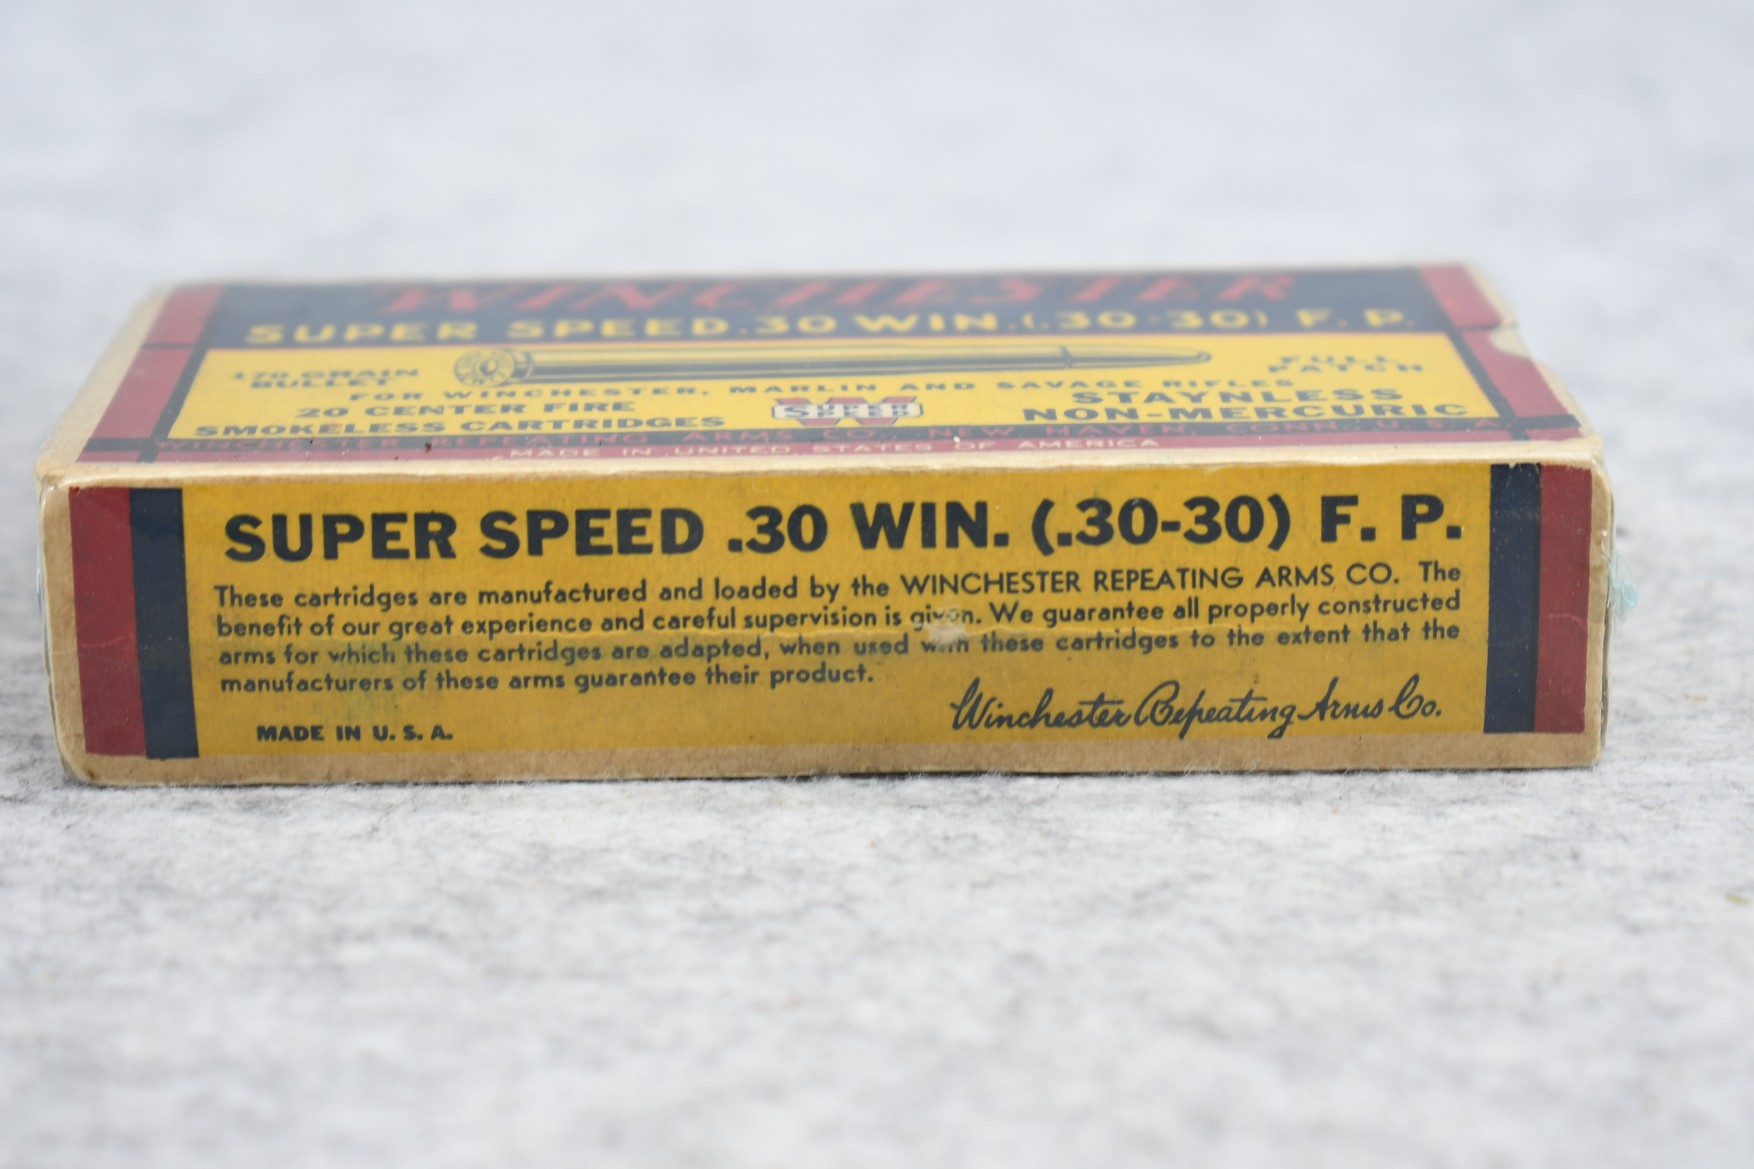 WINCHESTER
SUPER SPEED .30 WIN. (.30-30) F. P.
170 GRAIN
BULLET
FULL
PATCH
FOR WINCHESTER, MARLIN AND SAVAGE RIFLES
20 CENTER FIRE
SMOKELESS CARTRIDGES
W
SUPER
SPEED
STAYNLESS
NON-MERCURIC
WINCHESTER REPEATING ARMS CO., NEW HAVEN, CONN., U. S. A.
MADE IN UNITED STATES OF AMERICA
SUPER SPEED .30 WIN. (.30-30) F. P.
These cartridges are manufactured and loaded by the WINCHESTER REPEATING ARMS CO. The
benefit of our great experience and careful supervision is given. We guarantee all properly constructed
arms for which these cartridges are adapted, when used with these cartridges to the extent that the
manufacturers of these arms guarantee their product.
Winchester Repeating Arms Co.
MADE IN U. S. A.